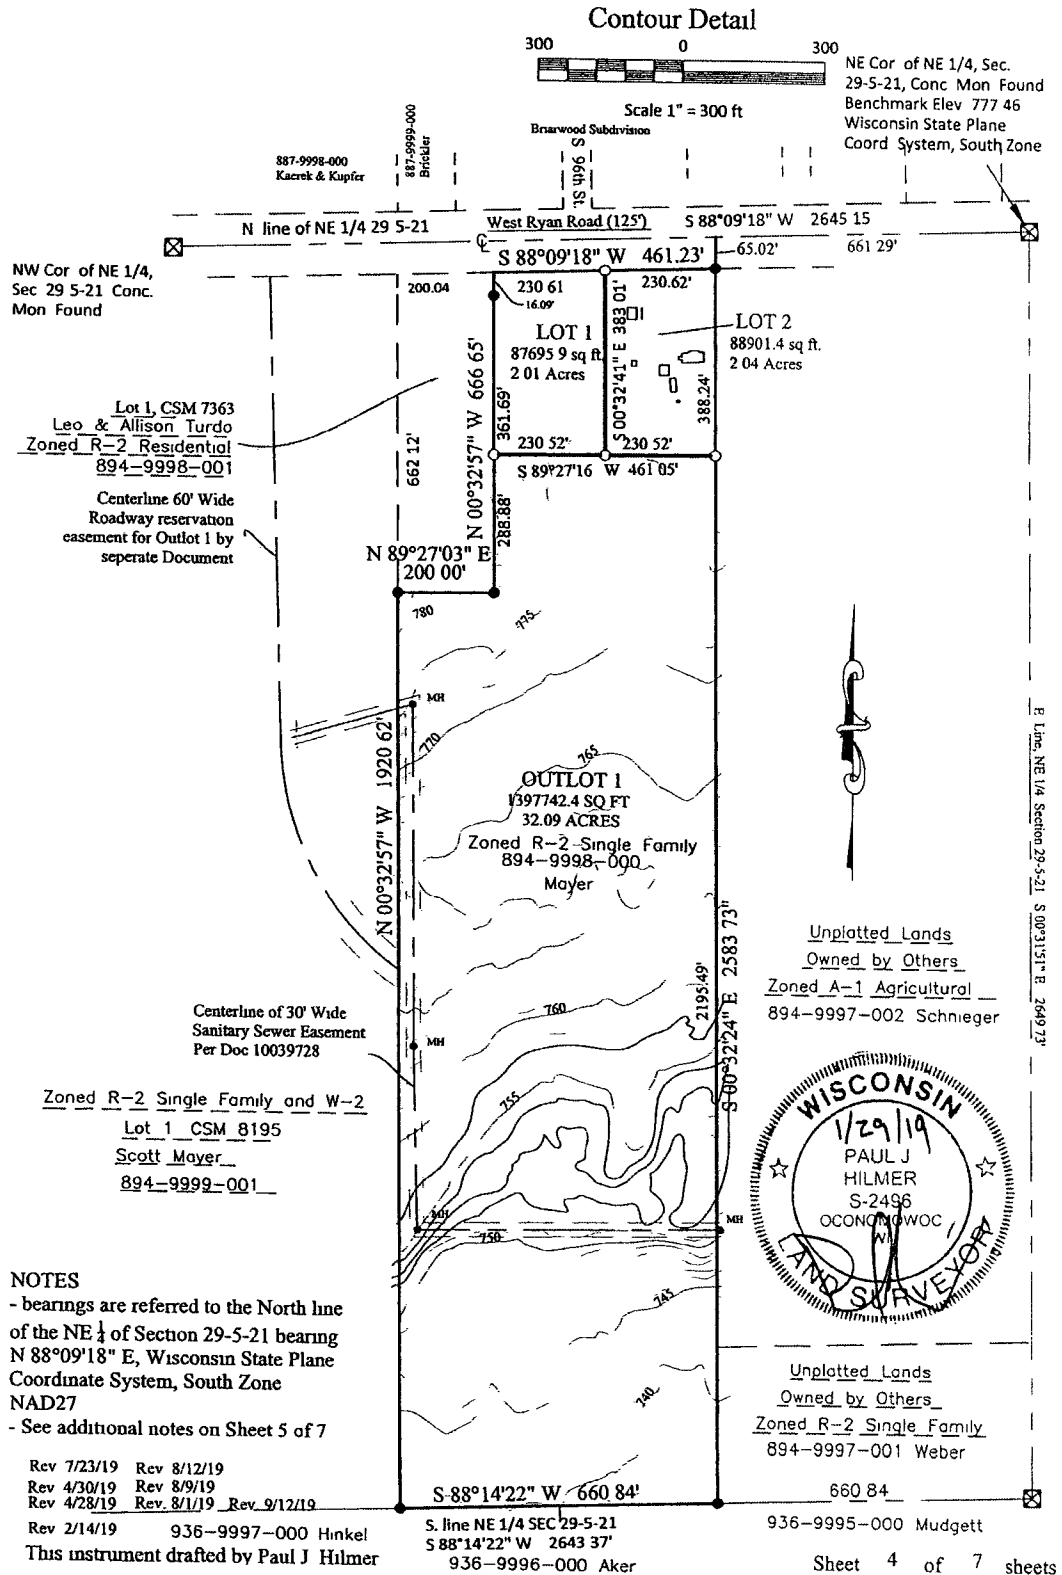 Contour Detail
300 0 300
Scale 1" = 300 ft
NE Cor of NE 1/4, Sec.
29-5-21, Conc Mon Found
Benchmark Elev 777 46
Wisconsin State Plane
Coord System, South Zone
Briarwood Subdivision
887-9998-000
Kaerek & Kupfer
887-9999-000
Brickler
S 96th St.
N line of NE 1/4 29 5-21
West Ryan Road (125')
S 88°09'18" W 2645 15
S 88°09'18" W 461.23'
65.02'
661 29'
NW Cor of NE 1/4,
Sec 29 5-21 Conc.
Mon Found
200.04
230 61
230.62'
16.09'
LOT 1
87695 9 sq ft.
2 01 Acres
S 00°32'41" E 383 01'
LOT 2
88901.4 sq ft.
2 04 Acres
388.24'
N 00°32'57" W 666 65'
361.69'
662 12'
230 52'
230 52'
S 89°27'16 W 461 05'
288.88'
Lot 1, CSM 7363
Leo & Allison Turdo
Zoned R-2 Residential
894-9998-001
Centerline 60' Wide
Roadway reservation
easement for Outlot 1 by
seperate Document
N 89°27'03" E
200 00'
780
775
MH
770
765
N 00°32'57" W 1920 62'
OUTLOT 1
1397742.4 SQ FT
32.09 ACRES
Zoned R-2 Single Family
894-9998-000
Mayer
E Line, NE 1/4 Section 29-5-21 S 00°31'51" E 2649 73'
Unplatted Lands
Owned by Others
Zoned A-1 Agricultural
894-9997-002 Schnieger
2195.49'
S 00°32'24" E 2583 73"
760
Centerline of 30' Wide
Sanitary Sewer Easement
Per Doc 10039728
MH
755
Zoned R-2 Single Family and W-2
Lot 1 CSM 8195
Scott Mayer
894-9999-001
WISCONSIN
1/29/19
PAUL J
HILMER
S-2496
OCONOMOWOC
WI
LAND SURVEYOR
MH
MH
750
745
740
NOTES
- bearings are referred to the North line
of the NE 1/4 of Section 29-5-21 bearing
N 88°09'18" E, Wisconsin State Plane
Coordinate System, South Zone
NAD27
- See additional notes on Sheet 5 of 7
Unplatted Lands
Owned by Others
Zoned R-2 Single Family
894-9997-001 Weber
Rev 7/23/19 Rev 8/12/19
Rev 4/30/19 Rev 8/9/19
Rev 4/28/19 Rev. 8/1/19 Rev 9/12/19
Rev 2/14/19
936-9997-000 Hinkel
S 88°14'22" W 660 84'
660 84
S. line NE 1/4 SEC 29-5-21
S 88°14'22" W 2643 37'
936-9996-000 Aker
936-9995-000 Mudgett
This instrument drafted by Paul J Hilmer
Sheet 4 of 7 sheets